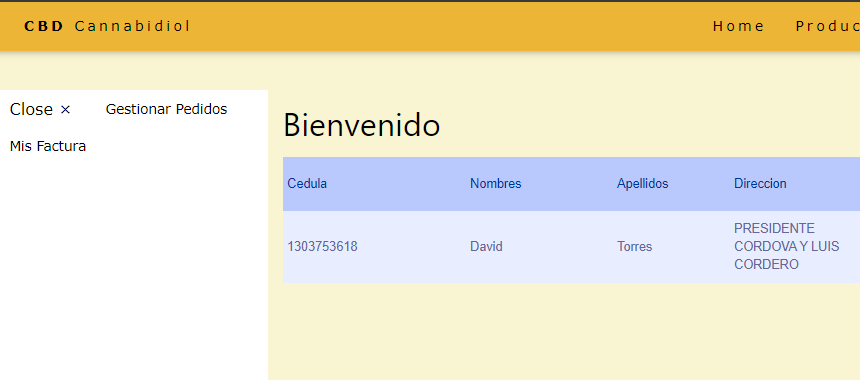 CBD Cannabidiol Home Produc
Close × Gestionar Pedidos
Mis Factura
Bienvenido
Cedula Nombres Apellidos Direccion
1303753618 David Torres PRESIDENTE
CORDOVA Y LUIS
CORDERO